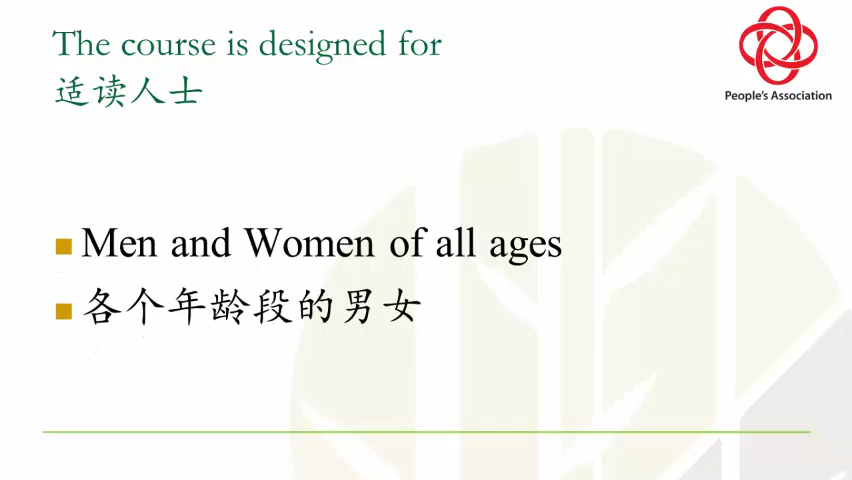 The course is designed for
适读人士
People's Association
Men and Women of all ages
各个年龄段的男女